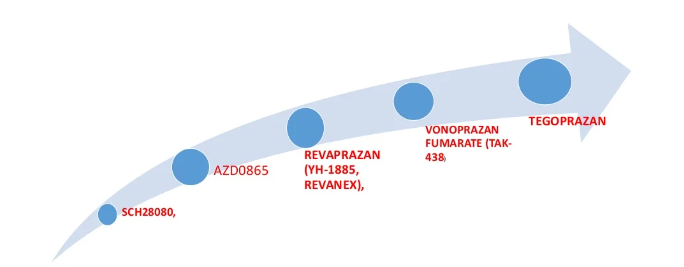 SCH28080,
AZD0865
REVAPRAZAN
(YH-1885,
REVANEX),
VONOPRAZAN
FUMARATE (TAK-
438)
TEGOPRAZAN